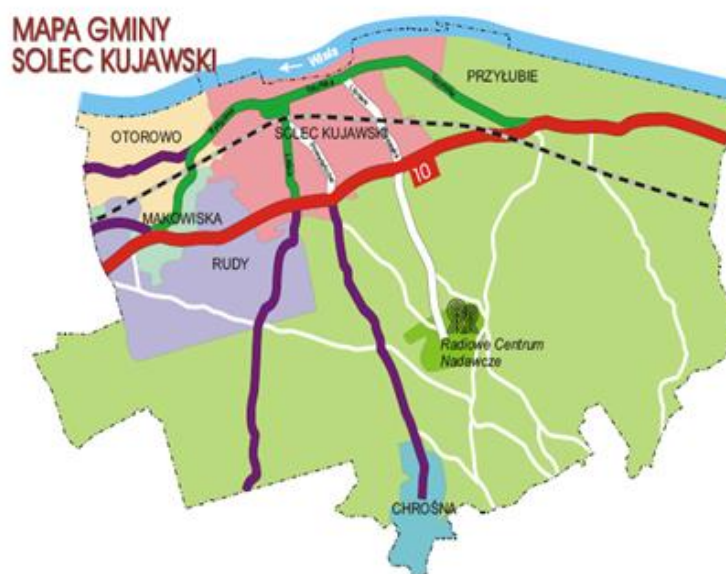 MAPA GMINY
SOLEC KUJAWSKI
← Wisła
PRZYŁUBIE
OTOROWO
SOLEC KUJAWSKI
10
MAKOWISKA
RUDY
Radiowe Centrum
Nadawcze
CHROŚNA